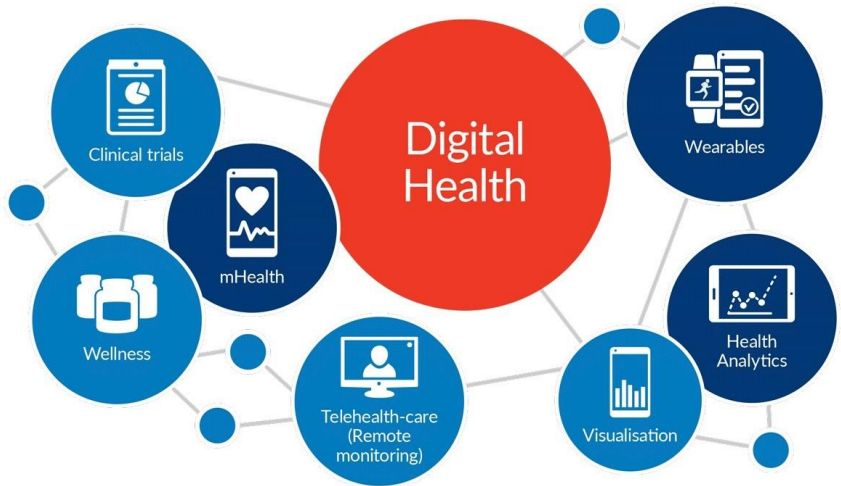 Digital
Health
Clinical trials
Wearables
mHealth
Wellness
Health
Analytics
Telehealth-care
(Remote
monitoring)
Visualisation